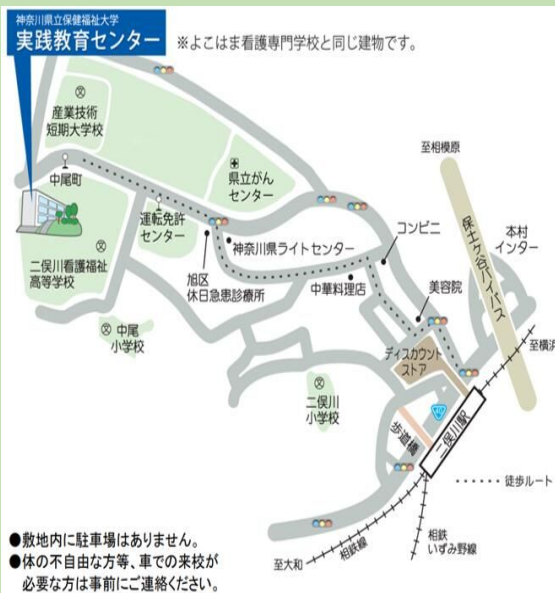 神奈川県立保健福祉大学
実践教育センター
※よこはま看護専門学校と同じ建物です。
産業技術
短期大学校
中尾町
県立がん
センター
運転免許
センター
至相模原
保土ヶ谷バイパス
本村
インター
コンビニ
神奈川県ライトセンター
旭区
休日急患診療所
中華料理店
美容院
二俣川看護福祉
高等学校
中尾
小学校
ディスカウント
ストア
至横浜
二俣川
小学校
歩道橋
二俣川駅
徒歩ルート
相鉄線
至大和
相鉄
いずみ野線
●敷地内に駐車場はありません。
●体の不自由な方等、車での来校が
必要な方は事前にご連絡ください。